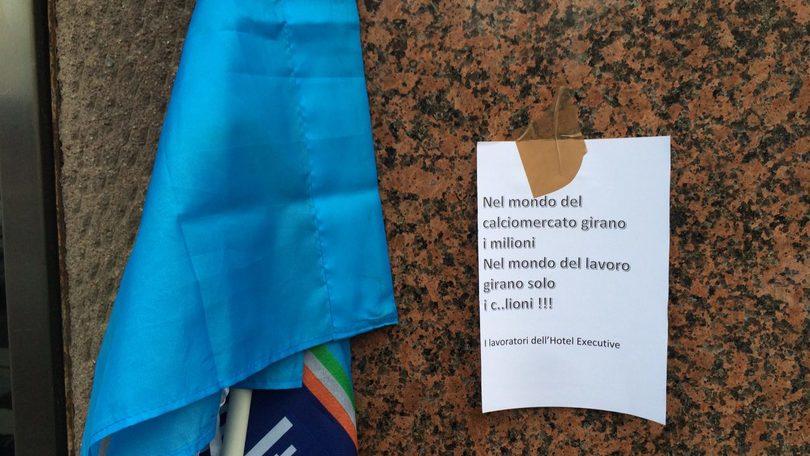 Nel mondo del
calciomercato girano
i milioni
Nel mondo del lavoro
girano solo
i c..lioni !!!
I lavoratori dell'Hotel Executive